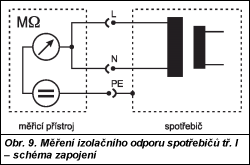 MΩ
L
N
PE
měřicí přístroj
spotřebič
Obr. 9. Měření izolačního odporu spotřebičů tř. I
– schéma zapojení